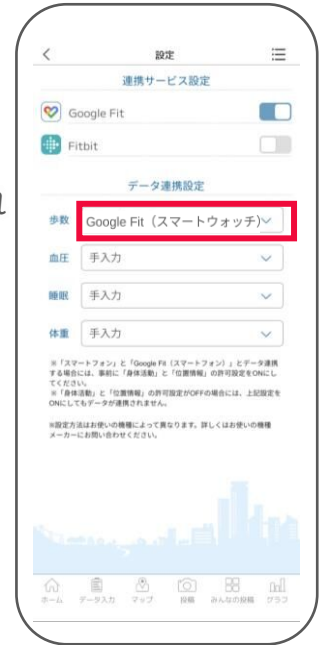 設定
連携サービス設定
Google Fit
Fitbit
データ連携設定
歩数 Google Fit（スマートウォッチ）
血圧 手入力
睡眠 手入力
体重 手入力
※「スマートフォン」と「Google Fit（スマートフォン）」とデータ連携
する場合には、事前に「身体活動」と「位置情報」の許可設定をONにし
てください。
※「身体活動」と「位置情報」の許可設定がOFFの場合には、上記設定を
ONにしてもデータが連携されません。
※設定方法はお使いの機種によって異なります。詳しくはお使いの機種
メーカーにお問い合わせください。
ホーム データ入力 マップ 投稿 みんなの投稿 グラフ